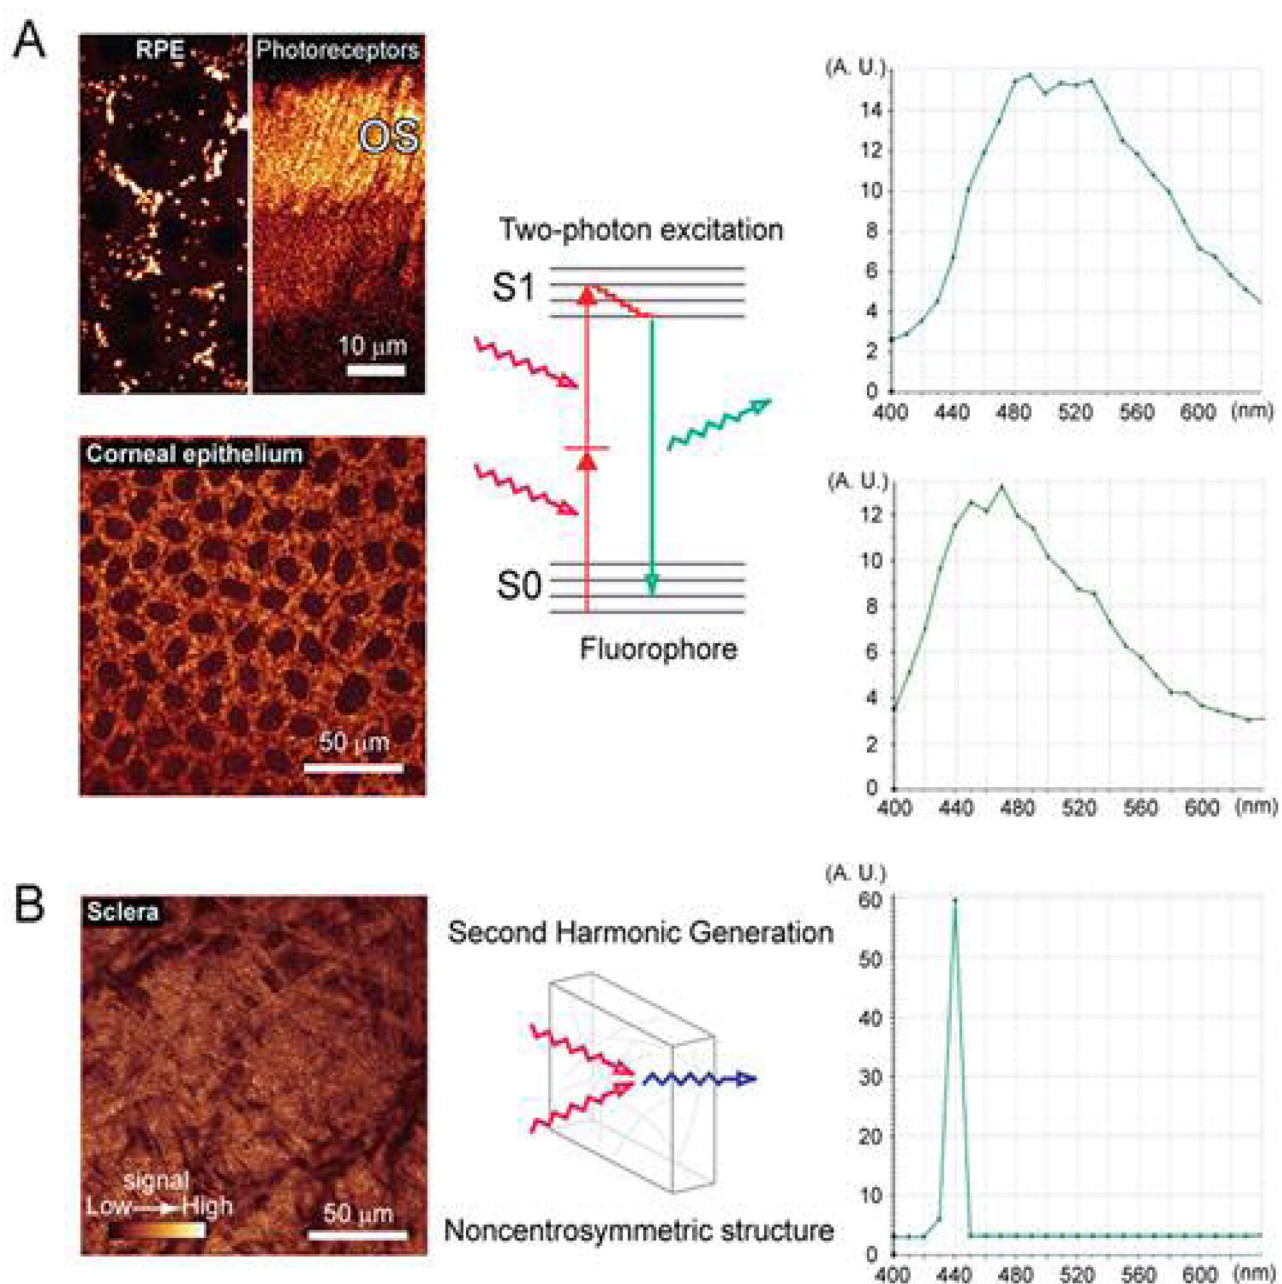 A
RPE
Photoreceptors
OS
10 μm
Corneal epithelium
50 μm
Two-photon excitation
S1
S0
Fluorophore
(A. U.)
14
12
10
8
6
4
2
0
400 440 480 520 560 600 (nm)
(A. U.)
12
10
8
6
4
2
0
400 440 480 520 560 600 (nm)
B
Sclera
signal
Low High
50 μm
Second Harmonic Generation
Noncentrosymmetric structure
(A. U.)
60
50
40
30
20
10
0
400 440 480 520 560 600 (nm)